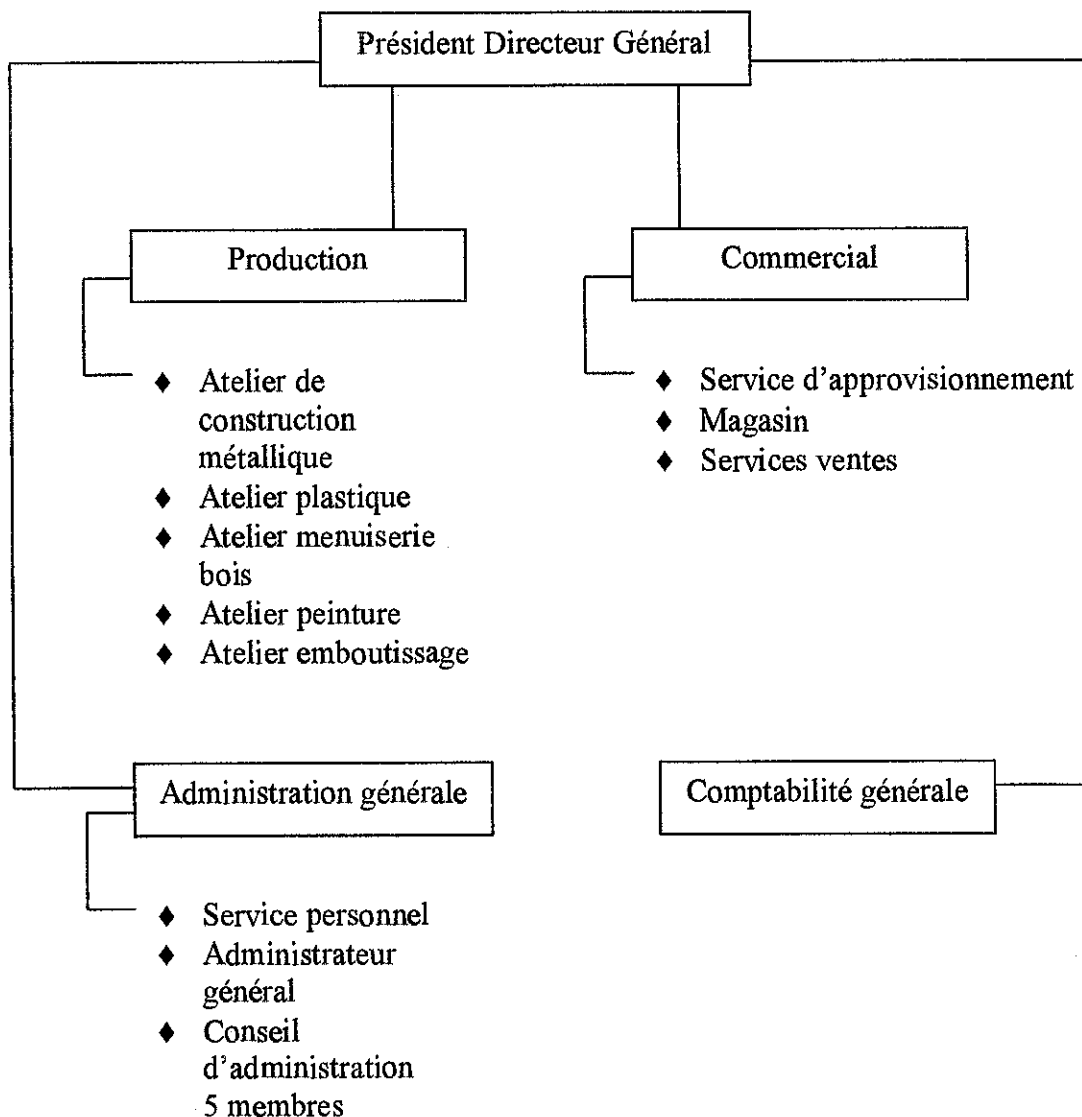 Président Directeur Général
Production
Commercial
♦ Atelier de
construction
métallique
♦ Atelier plastique
♦ Atelier menuiserie
bois
♦ Atelier peinture
♦ Atelier emboutissage
♦ Service d'approvisionnement
♦ Magasin
♦ Services ventes
Administration générale
Comptabilité générale
♦ Service personnel
♦ Administrateur
général
♦ Conseil
d'administration
5 membres